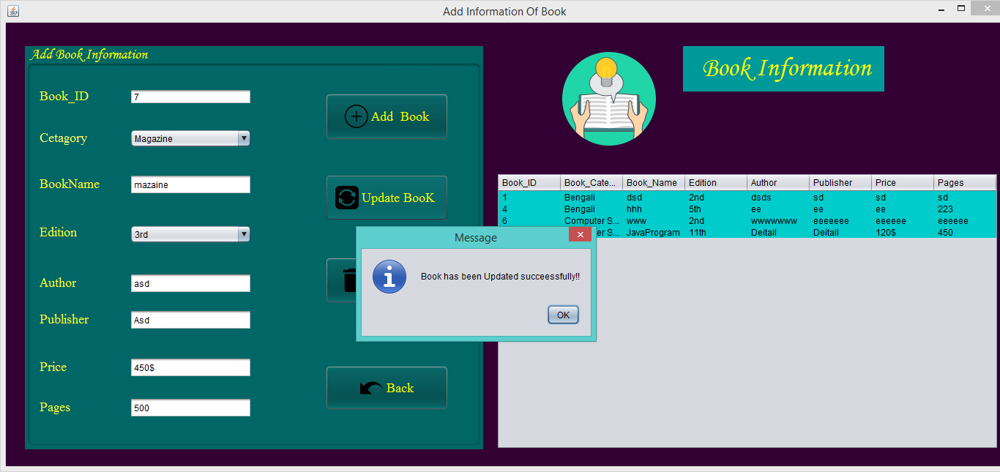 Add Information Of Book
Add Book Information
Book_ID 7
Cetagory Magazine
BookName mazaine
Edition 3rd
Author asd
Publisher Asd
Price 450$
Pages 500
Add Book
Update BooK
Back
Book Information
Book_ID Book_Cate... Book_Name Edition Author Publisher Price Pages
1 Bengali dsd 2nd dsds sd sd sd
4 Bengali hhh 5th ee ee ee 223
6 Computer S... www 2nd wwwwwww eeeeeee eeeeee eeeeee
er S... JavaProgram 11th Deitail Deitail 120$ 450
Message
Book has been Updated succeessfully!!
OK